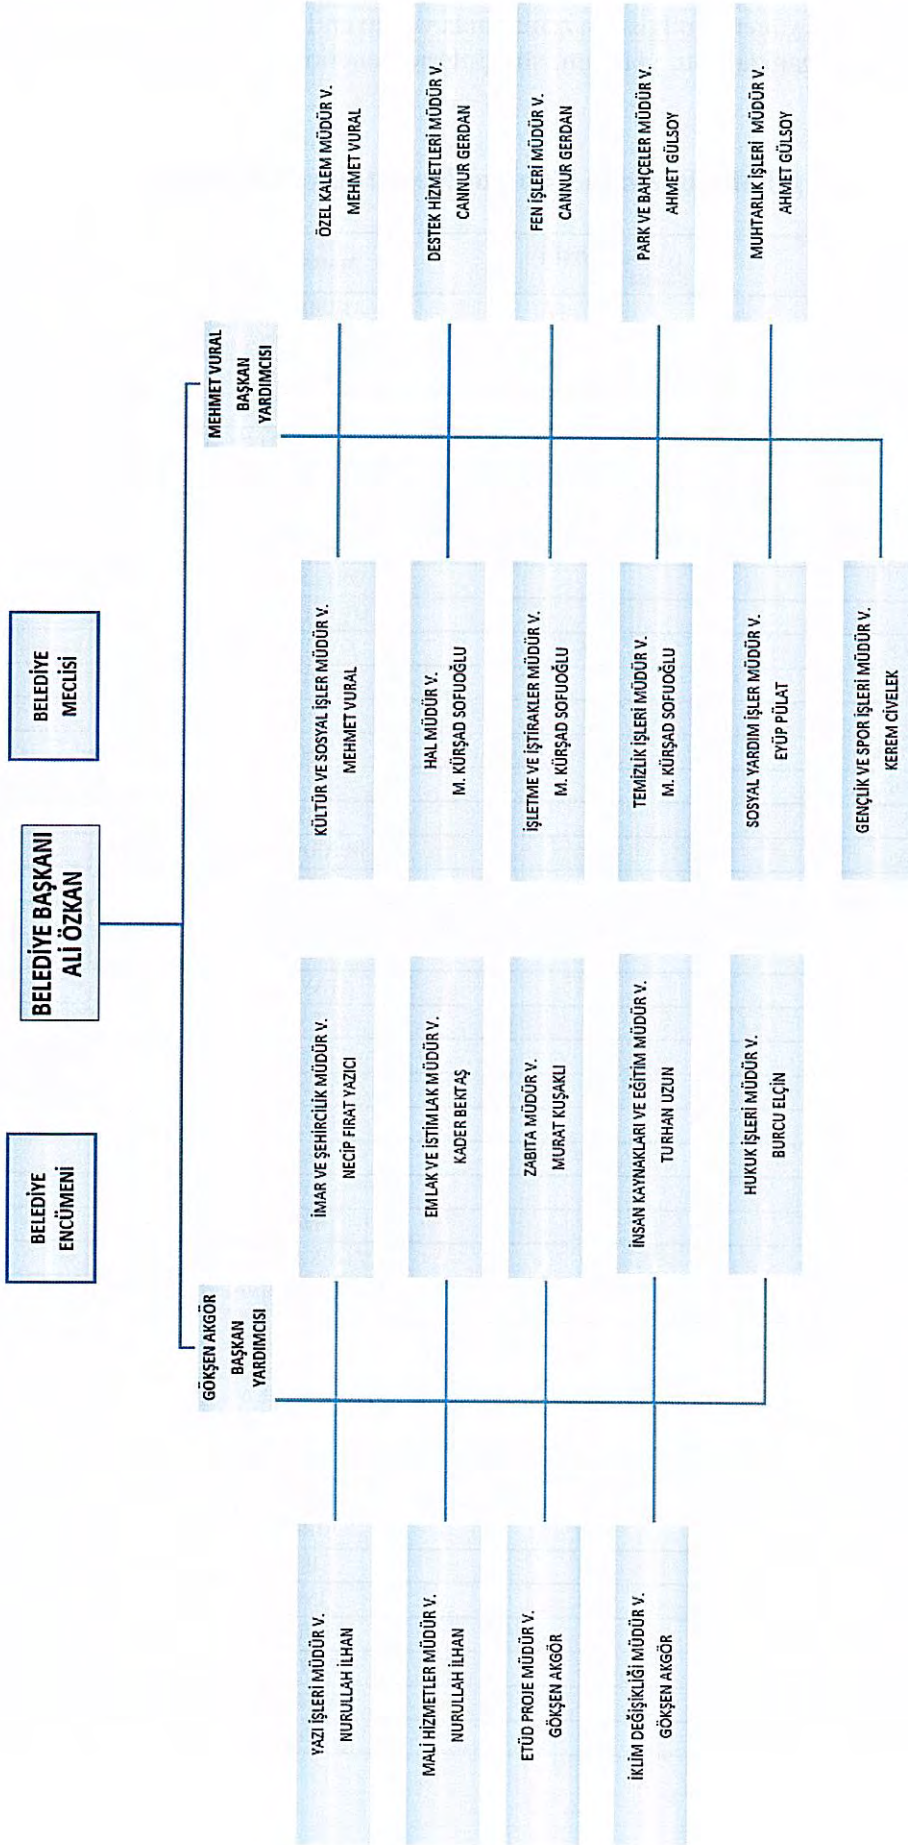 BELEDİYE
ENCÜMENİ
BELEDİYE BAŞKANI
ALİ ÖZKAN
BELEDİYE
MECLİSİ
GÖKŞEN AKGÖR
BAŞKAN
YARDIMCISI
MEHMET VURAL
BAŞKAN
YARDIMCISI
YAZI İŞLERİ MÜDÜR V.
NURULLAH İLHAN
MALİ HİZMETLER MÜDÜR V.
NURULLAH İLHAN
ETÜD PROJE MÜDÜR V.
GÖKŞEN AKGÖR
İKLİM DEĞİŞİKLİĞİ MÜDÜR V.
GÖKŞEN AKGÖR
İMAR VE ŞEHİRCİLİK MÜDÜR V.
NECİP FIRAT YAZICI
EMLAK VE İSTİMLAK MÜDÜR V.
KADER BEKTAŞ
ZABITA MÜDÜR V.
MURAT KUŞAKLI
İNSAN KAYNAKLARI VE EĞİTİM MÜDÜR V.
TURHAN UZUN
HUKUK İŞLERİ MÜDÜR V.
BURCU ELÇİN
KÜLTÜR VE SOSYAL İŞLER MÜDÜR V.
MEHMET VURAL
HAL MÜDÜR V.
M. KÜRŞAD SOFUOĞLU
İŞLETME VE İŞTİRAKLER MÜDÜR V.
M. KÜRŞAD SOFUOĞLU
TEMİZLİK İŞLERİ MÜDÜR V.
M. KÜRŞAD SOFUOĞLU
SOSYAL YARDIM İŞLER MÜDÜR V.
EYÜP PÜLAT
GENÇLİK VE SPOR İŞLERİ MÜDÜR V.
KEREM CİVELEK
ÖZEL KALEM MÜDÜR V.
MEHMET VURAL
DESTEK HİZMETLERİ MÜDÜR V.
CANNUR GERDAN
FEN İŞLERİ MÜDÜR V.
CANNUR GERDAN
PARK VE BAHÇELER MÜDÜR V.
AHMET GÜLSOY
MUHTARLIK İŞLERİ MÜDÜR V.
AHMET GÜLSOY